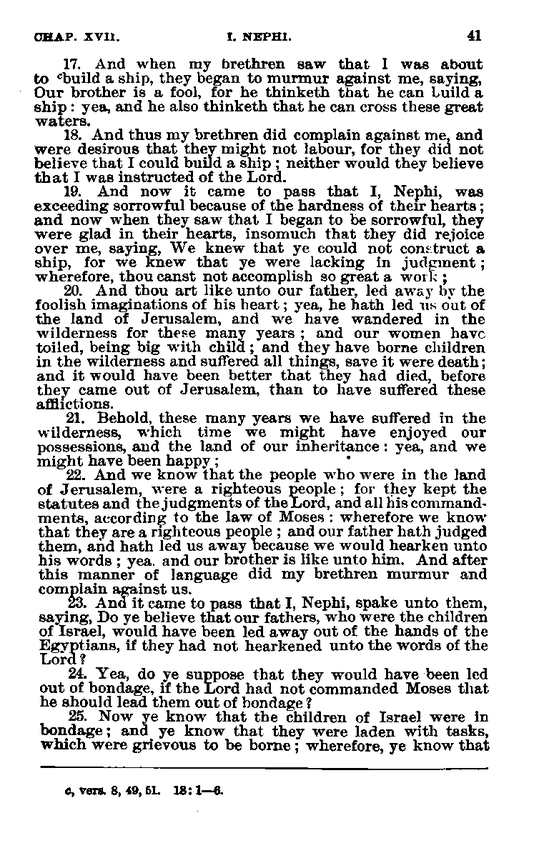 CHAP. XVII. I. NEPHI. 41
17. And when my brethren saw that I was about
to ᶜbuild a ship, they began to murmur against me, saying,
Our brother is a fool, for he thinketh that he can build a
ship: yea, and he also thinketh that he can cross these great
waters.
18. And thus my brethren did complain against me, and
were desirous that they might not labour, for they did not
believe that I could build a ship; neither would they believe
that I was instructed of the Lord.
19. And now it came to pass that I, Nephi, was
exceeding sorrowful because of the hardness of their hearts;
and now when they saw that I began to be sorrowful, they
were glad in their hearts, insomuch that they did rejoice
over me, saying, We knew that ye could not construct a
ship, for we knew that ye were lacking in judgment;
wherefore, thou canst not accomplish so great a work;
20. And thou art like unto our father, led away by the
foolish imaginations of his heart; yea, he hath led us out of
the land of Jerusalem, and we have wandered in the
wilderness for these many years; and our women have
toiled, being big with child; and they have borne children
in the wilderness and suffered all things, save it were death;
and it would have been better that they had died, before
they came out of Jerusalem, than to have suffered these
afflictions.
21. Behold, these many years we have suffered in the
wilderness, which time we might have enjoyed our
possessions, and the land of our inheritance: yea, and we
might have been happy;
22. And we know that the people who were in the land
of Jerusalem, were a righteous people; for they kept the
statutes and the judgments of the Lord, and all his command-
ments, according to the law of Moses: wherefore we know
that they are a righteous people; and our father hath judged
them, and hath led us away because we would hearken unto
his words; yea. and our brother is like unto him. And after
this manner of language did my brethren murmur and
complain against us.
23. And it came to pass that I, Nephi, spake unto them,
saying, Do ye believe that our fathers, who were the children
of Israel, would have been led away out of the hands of the
Egyptians, if they had not hearkened unto the words of the
Lord?
24. Yea, do ye suppose that they would have been led
out of bondage, if the Lord had not commanded Moses that
he should lead them out of bondage?
25. Now ye know that the children of Israel were in
bondage; and ye know that they were laden with tasks,
which were grievous to be borne; wherefore, ye know that
c, vers. 8, 49, 51. 18: 1—6.